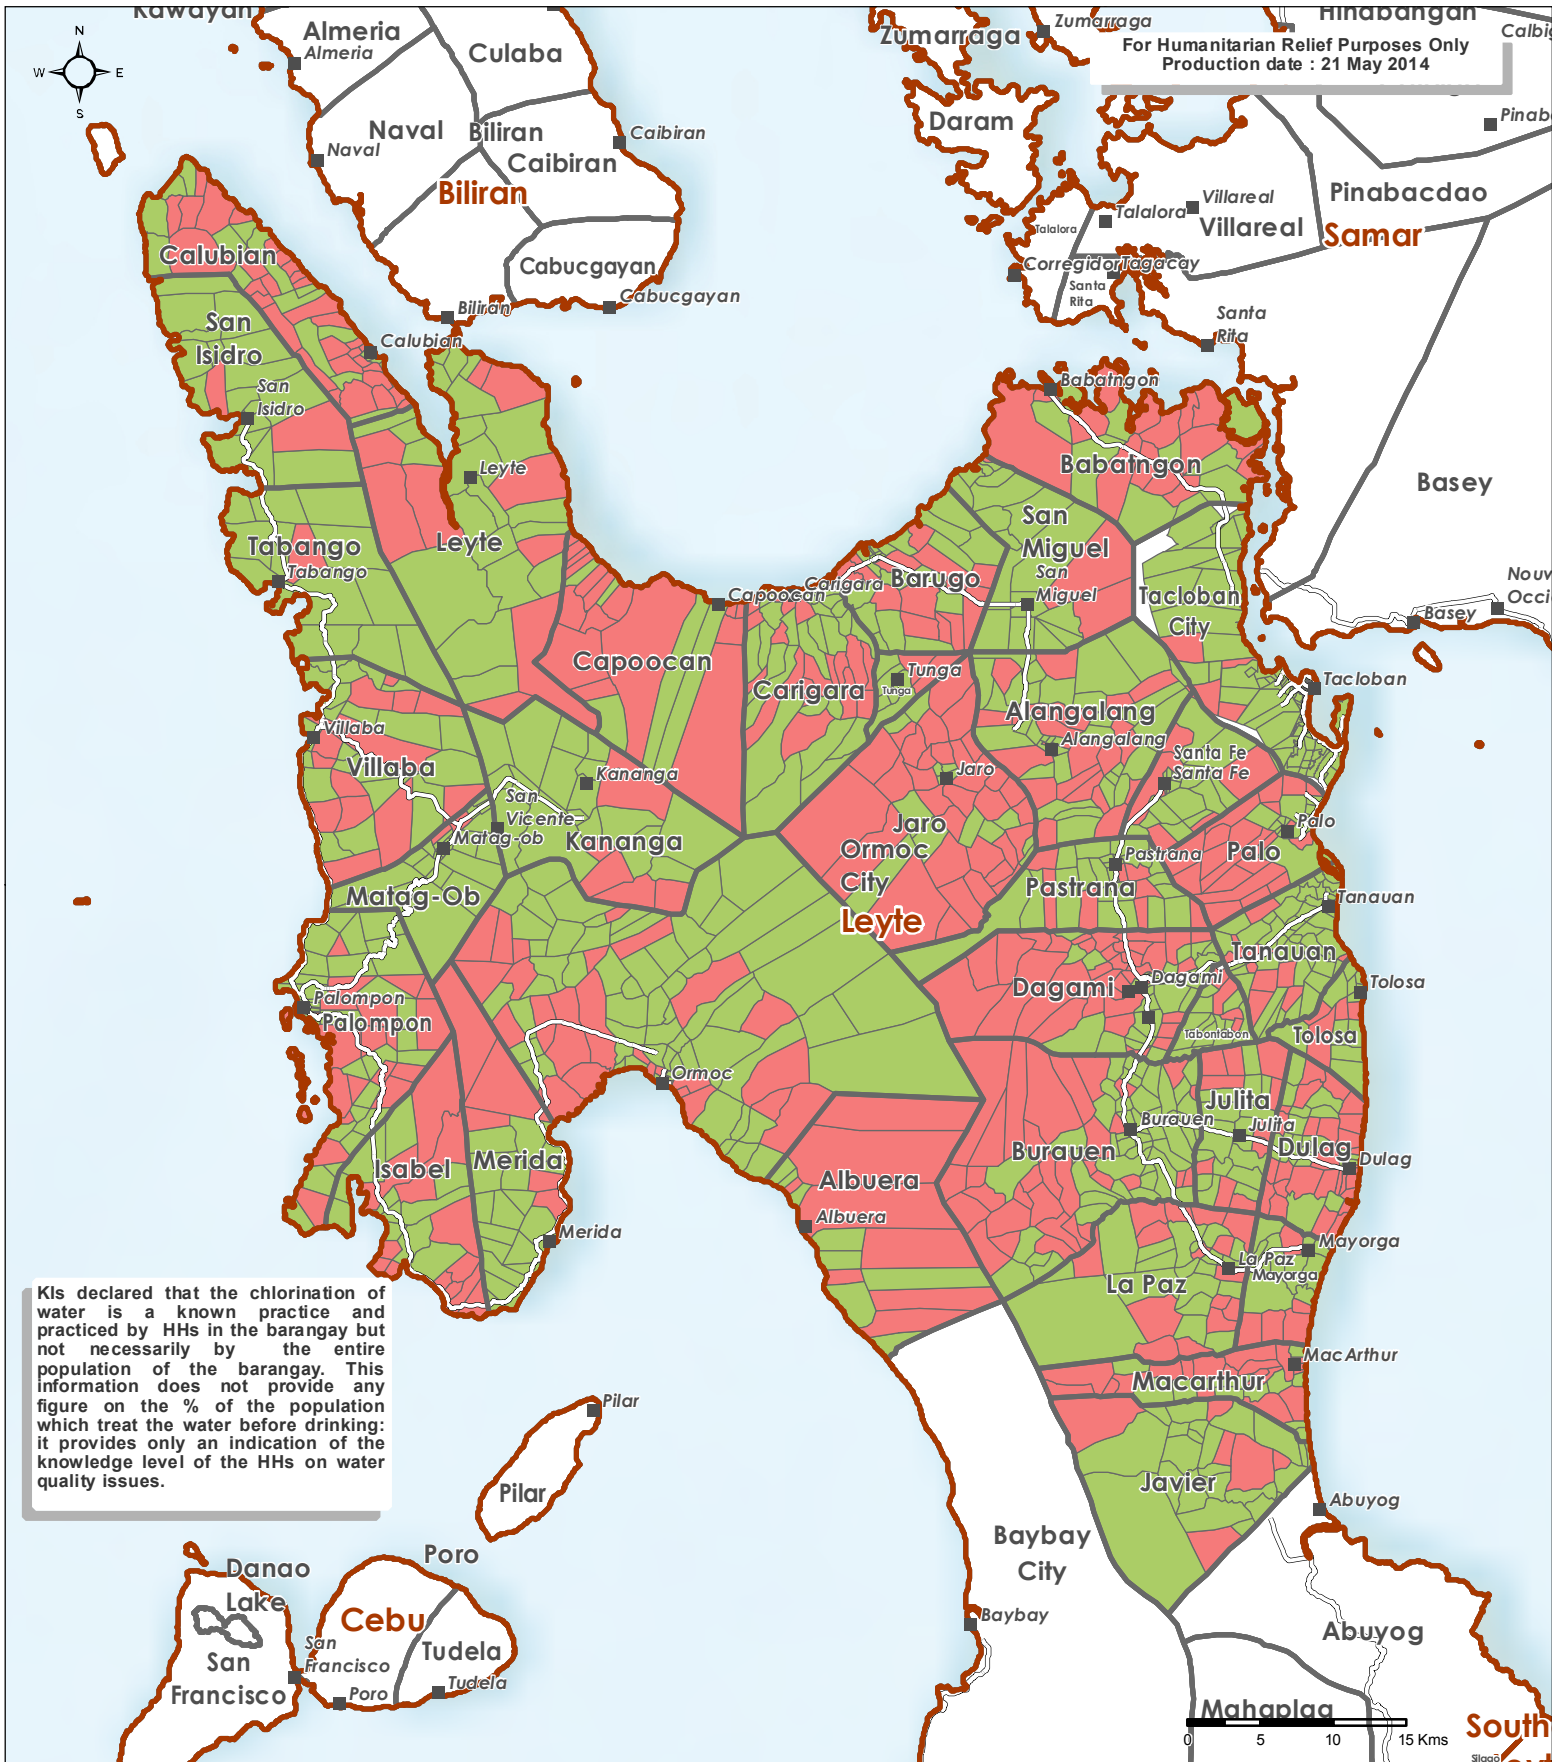 Kawayan
Almeria
Almeria
Culaba
Zumarraga
Zumarraga
Hinabangan
For Humanitarian Relief Purposes Only
Production date : 21 May 2014
N
W
E
S
Naval
Naval
Biliran
Caibiran
Caibiran
Biliran
Cabucgayan
Cabucgayan
Biliran
Daram
Pinabacdao
Villareal
Villareal
Talalora
Talalora
Samar
Corregidor
Tagacay
Santa
Rita
Santa
Rita
Calubian
Calubian
San
Isidro
San
Isidro
Leyte
Leyte
Babatngon
Babatngon
Basey
Basey
San
Miguel
San
Miguel
Tabango
Tabango
Capoocan
Capoocan
Carigara
Carigara
Barugo
Tacloban
City
Tacloban
Tunga
Tunga
Alangalang
Alangalang
Villaba
Villaba
Kananga
Kananga
San
Vicente
Matag-ob
Matag-Ob
Santa Fe
Santa Fe
Jaro
Jaro
Ormoc
City
Leyte
Palo
Palo
Pastrana
Pastrana
Tanauan
Tanauan
Dagami
Dagami
Tolosa
Tolosa
Tabontabon
Palompon
Palompon
Ormoc
Julita
Julita
Burauen
Burauen
Dulag
Dulag
Isabel
Merida
Merida
Albuera
Albuera
Mayorga
Mayorga
La Paz
La Paz
MacArthur
Macarthur
Javier
KIs declared that the chlorination of
water is a known practice and
practiced by HHs in the barangay but
not necessarily by the entire
population of the barangay. This
information does not provide any
figure on the % of the population
which treat the water before drinking:
it provides only an indication of the
knowledge level of the HHs on water
quality issues.
Pilar
Pilar
Abuyog
Abuyog
Baybay
City
Baybay
Poro
Danao
Lake
Cebu
Tudela
Tudela
San
Francisco
San
Francisco
Poro
Mahaplag
0 5 10 15 Kms
South